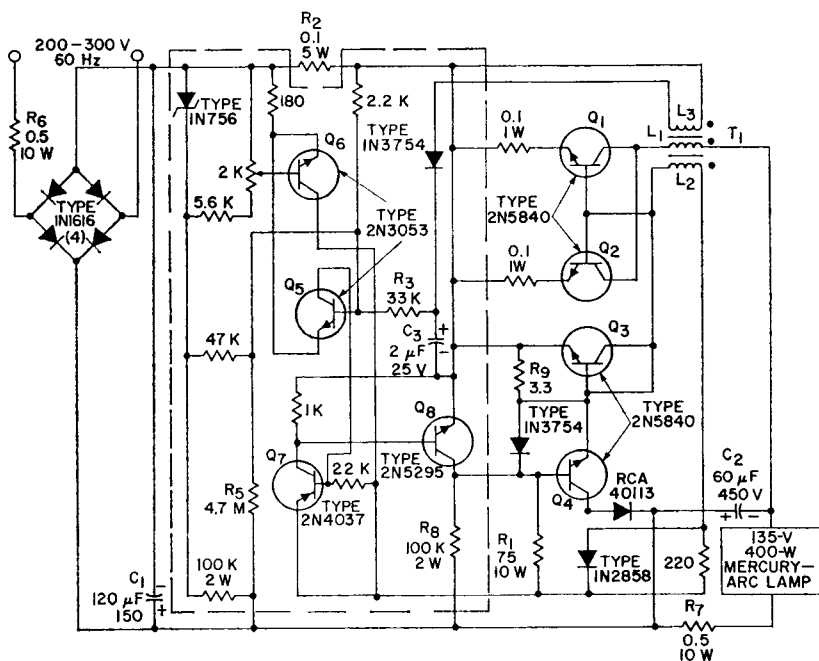 200–300 V
60 Hz
R2
0.1
5 W
R6
0.5
10 W
TYPE
1N756
180
2.2 K
TYPE
1N3754
0.1
1W
Q1
L3
L1
T1
L2
Q6
2 K
5.6 K
TYPE
1N1616
(4)
TYPE
2N3053
TYPE
2N5840
Q2
0.1
1W
Q5
R3
33 K
C3
2 µF
25 V
Q3
47 K
R9
3.3
1K
Q8
TYPE
1N3754
TYPE
2N5840
Q7
22 K
TYPE
2N5295
C2
60 µF
450 V
RCA
40113
Q4
R5
4.7 M
TYPE
2N4037
R8
100 K
2 W
R1
75
10 W
TYPE
1N2858
220
135-V
400-W
MERCURY–
ARC LAMP
100 K
2 W
C1
120 µF
150
R7
0.5
10 W